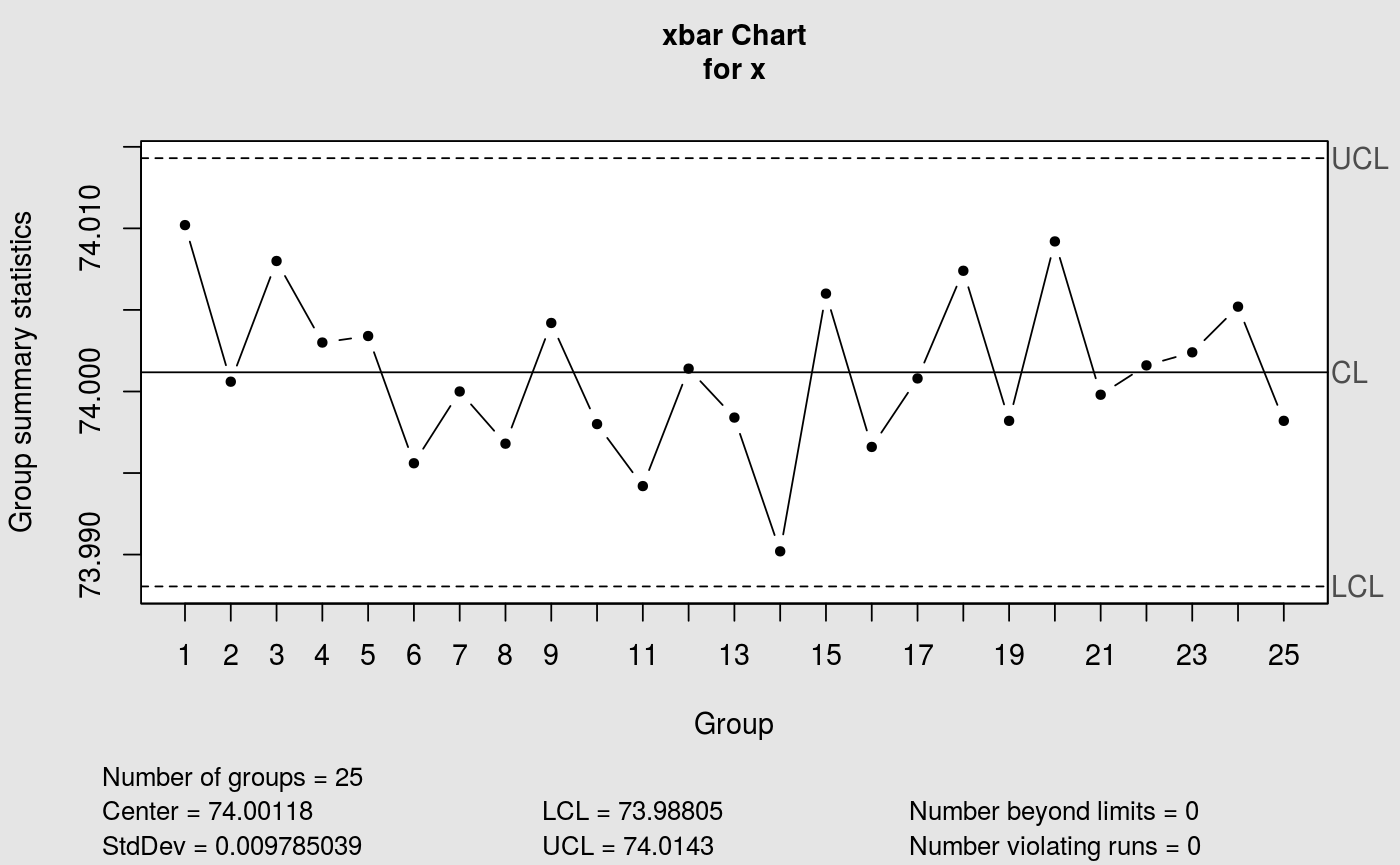 xbar Chart
for x
Group summary statistics
74.010
74.000
73.990
UCL
CL
LCL
1 2 3 4 5 6 7 8 9 11 13 15 17 19 21 23 25
Group
Number of groups = 25
Center = 74.00118 LCL = 73.98805 Number beyond limits = 0
StdDev = 0.009785039 UCL = 74.0143 Number violating runs = 0